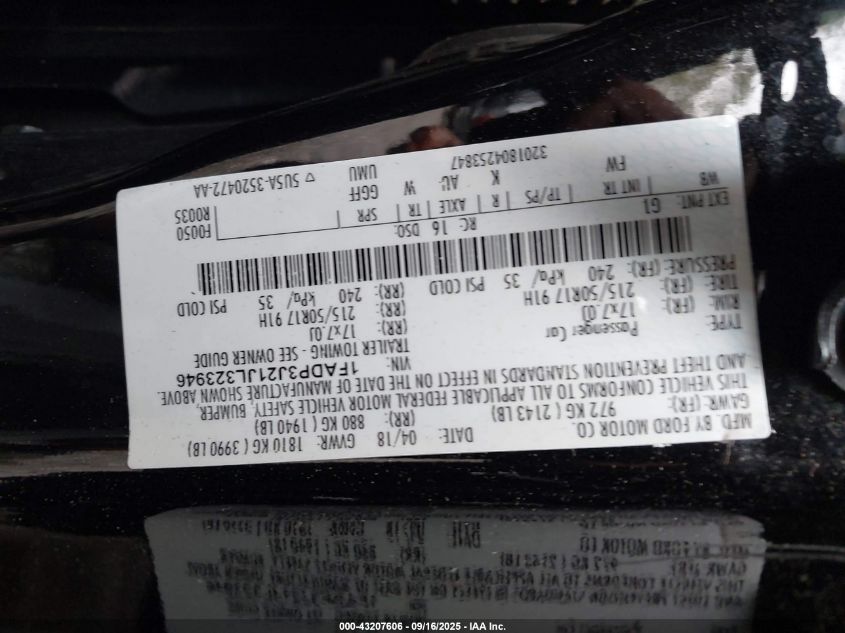 MFD. BY FORD MOTOR CO.
DATE: 04/18 GVWR: 1810 KG ( 3990 LB)
GAWR: (FR): 972 KG ( 2143 LB) (RR): 880 KG ( 1940 LB)
THIS VEHICLE CONFORMS TO ALL APPLICABLE FEDERAL MOTOR VEHICLE SAFETY, BUMPER,
AND THEFT PREVENTION STANDARDS IN EFFECT ON THE DATE OF MANUFACTURE SHOWN ABOVE.
VIN: 1FADP3J21JL323946
TYPE: Passenger Car TRAILER TOWING - SEE OWNER GUIDE
RIM: (FR): 17x7.0J (RR): 17x7.0J
TIRE: (FR): 215/50R17 91H (RR): 215/50R17 91H
PRESSURE: (FR): 240 kPa/ 35 PSI COLD (RR): 240 kPa/ 35 PSI COLD
EXT PNT: G1 RC: 16 DSO: F0050
WB INT TR TP/PS R AXLE TR SPR R0035
FW K AU W GGFF
UMU ▽ 5U5A-3520472-AA
3201804253847
000-43207606 - 09/16/2025 - IAA Inc.